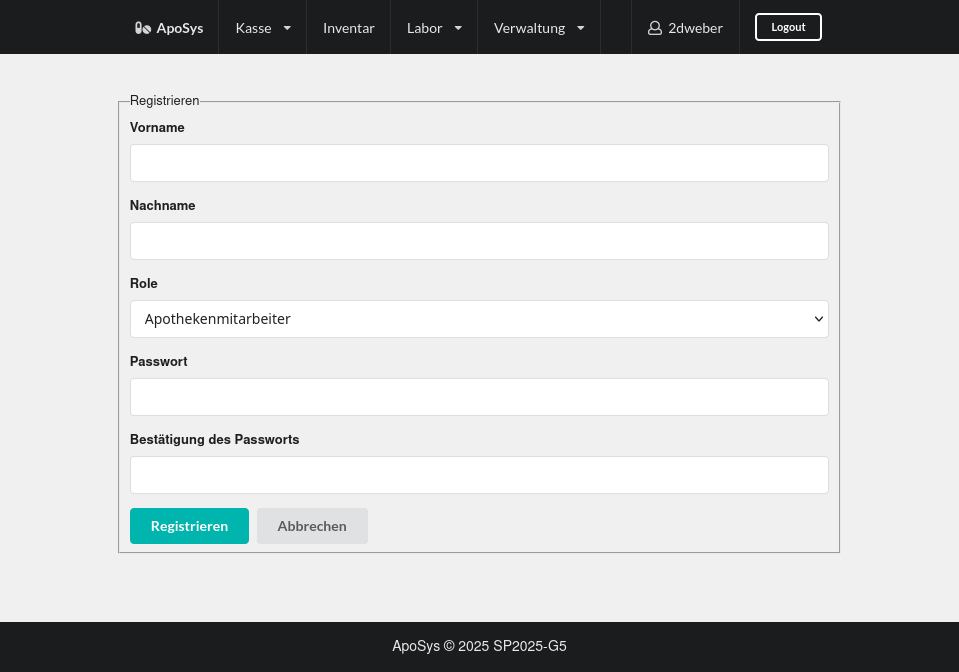 ApoSys Kasse Inventar Labor Verwaltung 2dweber Logout
Registrieren
Vorname
Nachname
Role
Apothekenmitarbeiter
Passwort
Bestätigung des Passworts
Registrieren Abbrechen
ApoSys © 2025 SP2025-G5